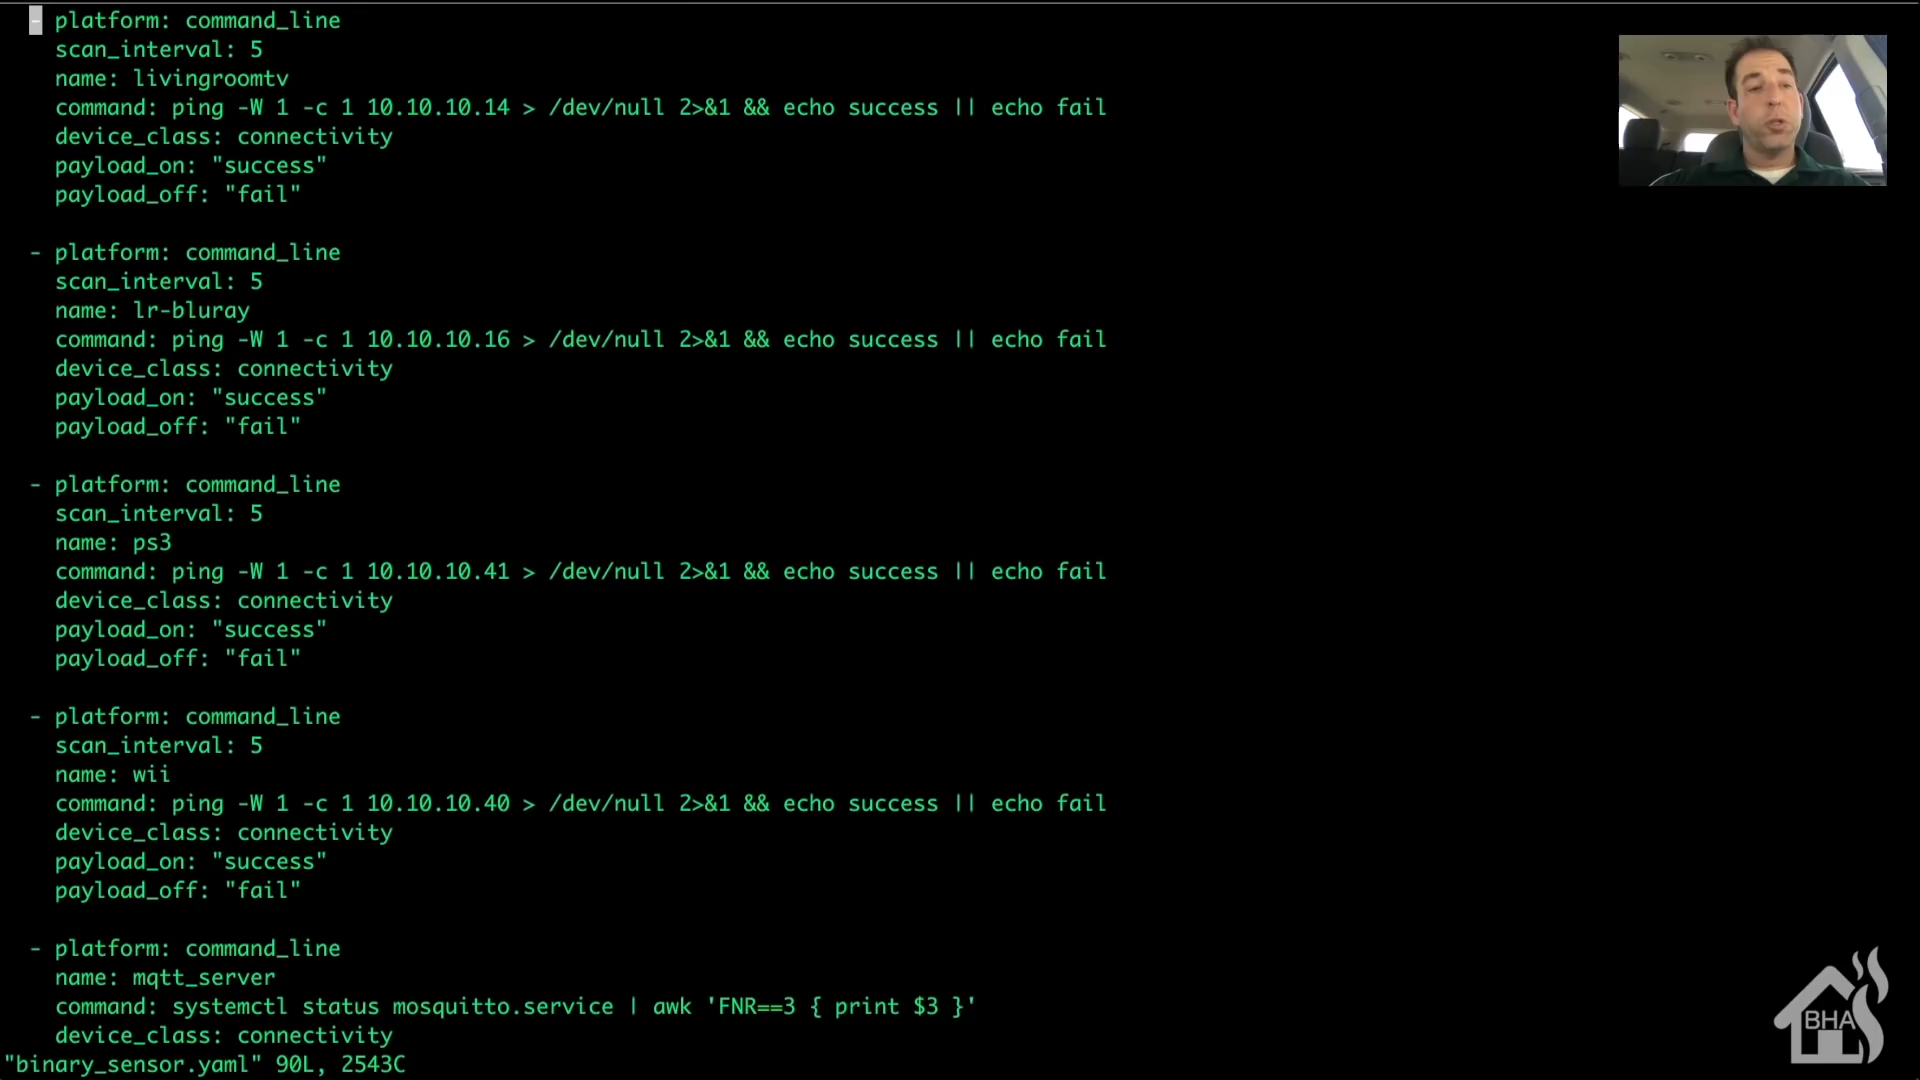 - platform: command_line
scan_interval: 5
name: livingroomtv
command: ping -W 1 -c 1 10.10.10.14 > /dev/null 2>&1 && echo success || echo fail
device_class: connectivity
payload_on: "success"
payload_off: "fail"
- platform: command_line
scan_interval: 5
name: lr-bluray
command: ping -W 1 -c 1 10.10.10.16 > /dev/null 2>&1 && echo success || echo fail
device_class: connectivity
payload_on: "success"
payload_off: "fail"
- platform: command_line
scan_interval: 5
name: ps3
command: ping -W 1 -c 1 10.10.10.41 > /dev/null 2>&1 && echo success || echo fail
device_class: connectivity
payload_on: "success"
payload_off: "fail"
- platform: command_line
scan_interval: 5
name: wii
command: ping -W 1 -c 1 10.10.10.40 > /dev/null 2>&1 && echo success || echo fail
device_class: connectivity
payload_on: "success"
payload_off: "fail"
- platform: command_line
name: mqtt_server
command: systemctl status mosquitto.service | awk 'FNR==3 { print $3 }'
device_class: connectivity
"binary_sensor.yaml" 90L, 2543C
BHA